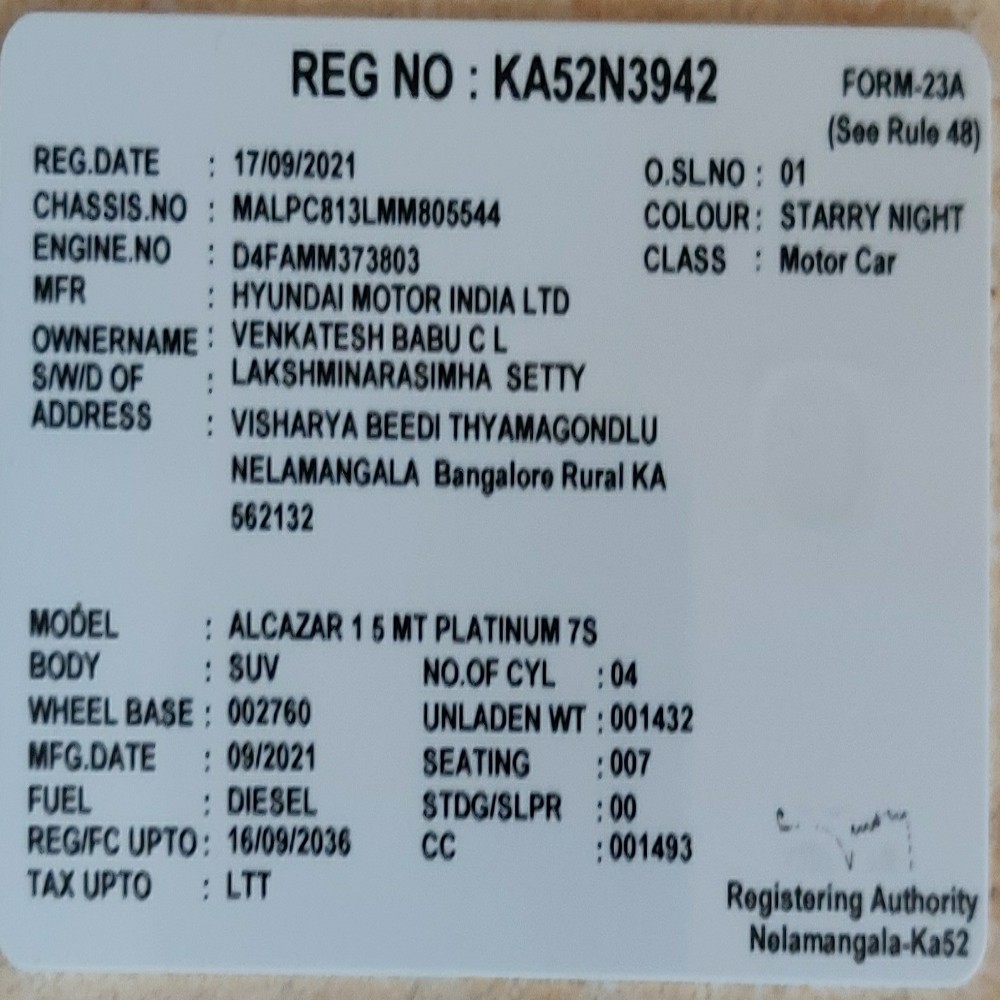 REG NO : KA52N3942
FORM-23A
(See Rule 48)
REG.DATE : 17/09/2021
O.SL.NO : 01
CHASSIS.NO : MALPC813LMM805544
COLOUR : STARRY NIGHT
ENGINE.NO : D4FAMM373803
CLASS : Motor Car
MFR : HYUNDAI MOTOR INDIA LTD
OWNERNAME : VENKATESH BABU C L
S/W/D OF : LAKSHMINARASIMHA SETTY
ADDRESS : VISHARYA BEEDI THYAMAGONDLU
NELAMANGALA Bangalore Rural KA
562132
MODEL : ALCAZAR 1 5 MT PLATINUM 7S
BODY : SUV NO.OF CYL : 04
WHEEL BASE : 002760 UNLADEN WT : 001432
MFG.DATE : 09/2021 SEATING : 007
FUEL : DIESEL STDG/SLPR : 00
REG/FC UPTO : 16/09/2036 CC : 001493
TAX UPTO : LTT
Registering Authority
Nelamangala-Ka52